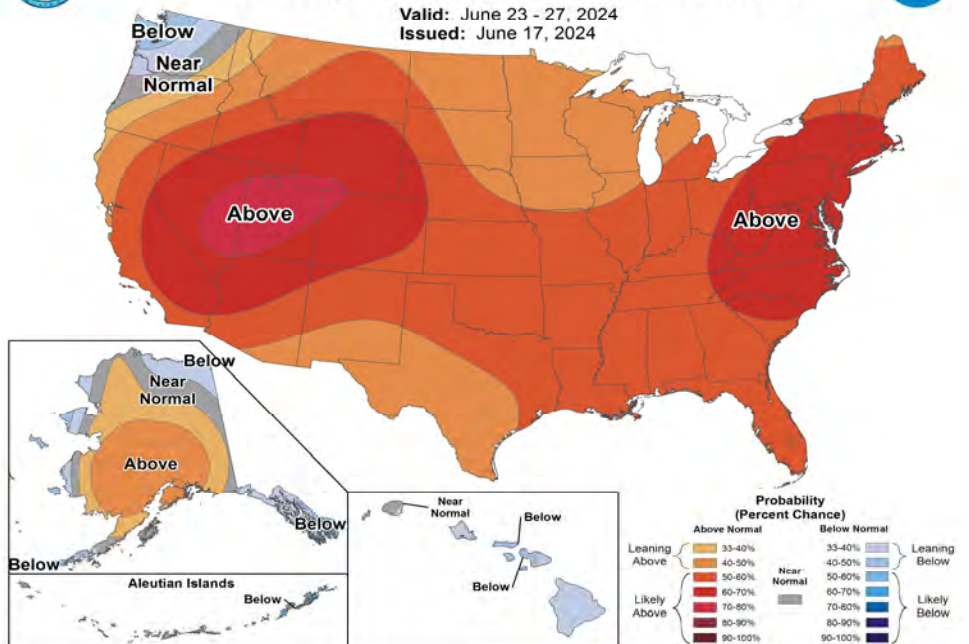 Valid: June 23 - 27, 2024
Issued: June 17, 2024
Below
Near
Normal
Above
Above
Below
Near
Normal
Above
Below
Below
Aleutian Islands
Below
Near
Normal
Below
Below
Probability
(Percent Chance)
Above Normal Below Normal
Leaning
Above
33-40% 33-40%
40-50% 40-50%
Leaning
Below
Near
Normal
Likely
Above
50-60% 50-60%
60-70% 60-70%
70-80% 70-80%
80-90% 80-90%
90-100% 90-100%
Likely
Below